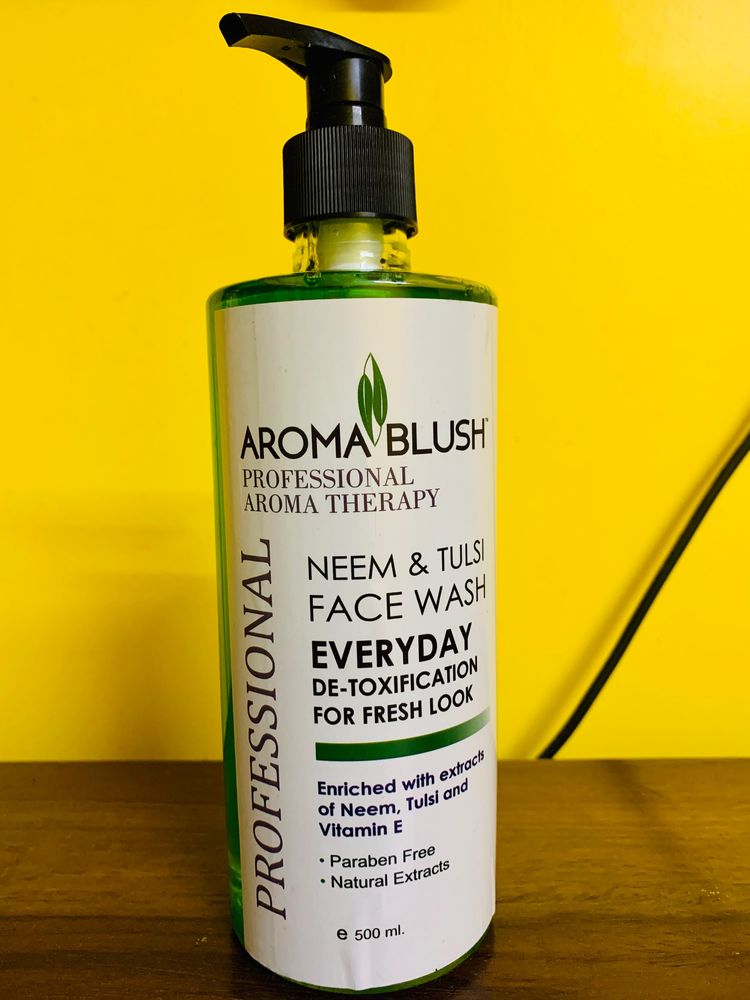 AROMA BLUSH™
PROFESSIONAL
AROMA THERAPY
PROFESSIONAL
NEEM & TULSI
FACE WASH
EVERYDAY
DE-TOXIFICATION
FOR FRESH LOOK
Enriched with extracts
of Neem, Tulsi and
Vitamin E
• Paraben Free
• Natural Extracts
e 500 ml.